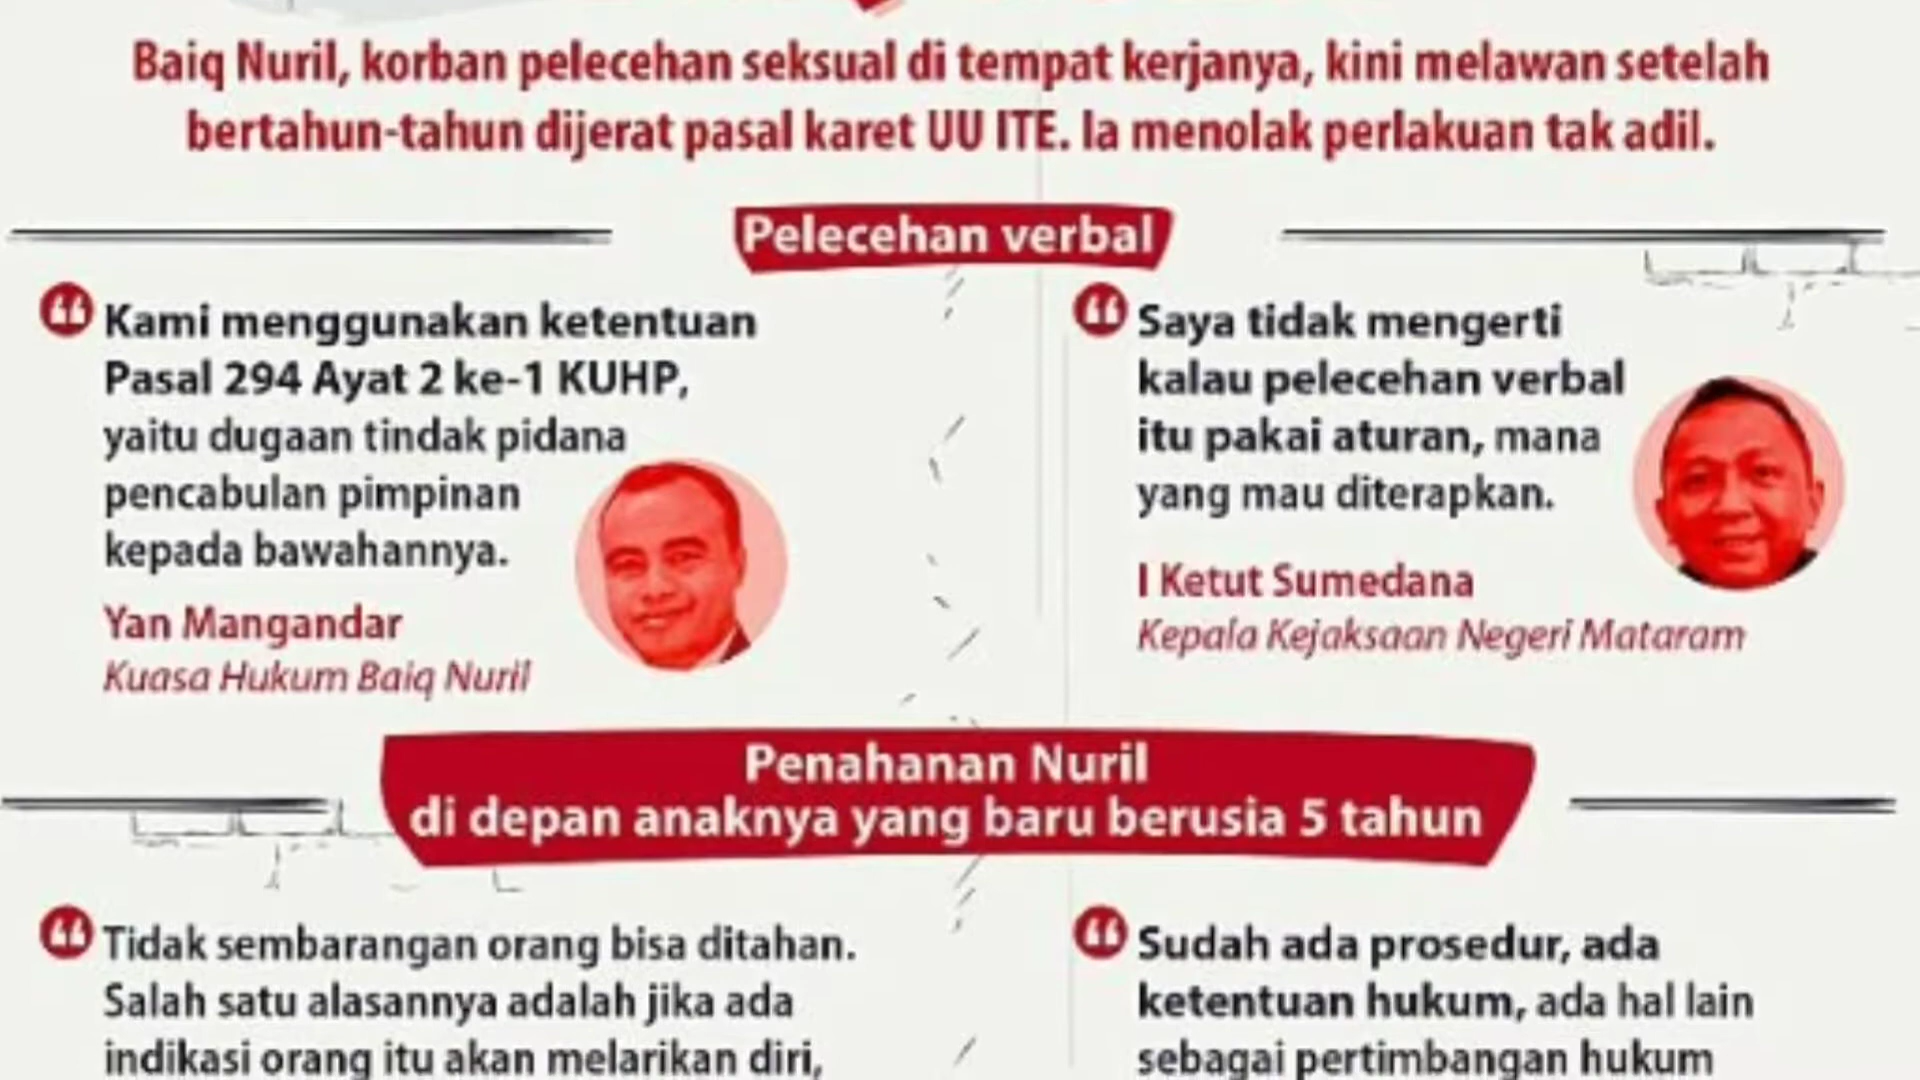 Baiq Nuril, korban pelecehan seksual di tempat kerjanya, kini melawan setelah
bertahun-tahun dijerat pasal karet UU ITE. Ia menolak perlakuan tak adil.
Pelecehan verbal
Kami menggunakan ketentuan
Pasal 294 Ayat 2 ke-1 KUHP,
yaitu dugaan tindak pidana
pencabulan pimpinan
kepada bawahannya.
Yan Mangandar
Kuasa Hukum Baiq Nuril
Saya tidak mengerti
kalau pelecehan verbal
itu pakai aturan, mana
yang mau diterapkan.
I Ketut Sumedana
Kepala Kejaksaan Negeri Mataram
Penahanan Nuril
di depan anaknya yang baru berusia 5 tahun
Tidak sembarangan orang bisa ditahan.
Salah satu alasannya adalah jika ada
indikasi orang itu akan melarikan diri,
Sudah ada prosedur, ada
ketentuan hukum, ada hal lain
sebagai pertimbangan hukum